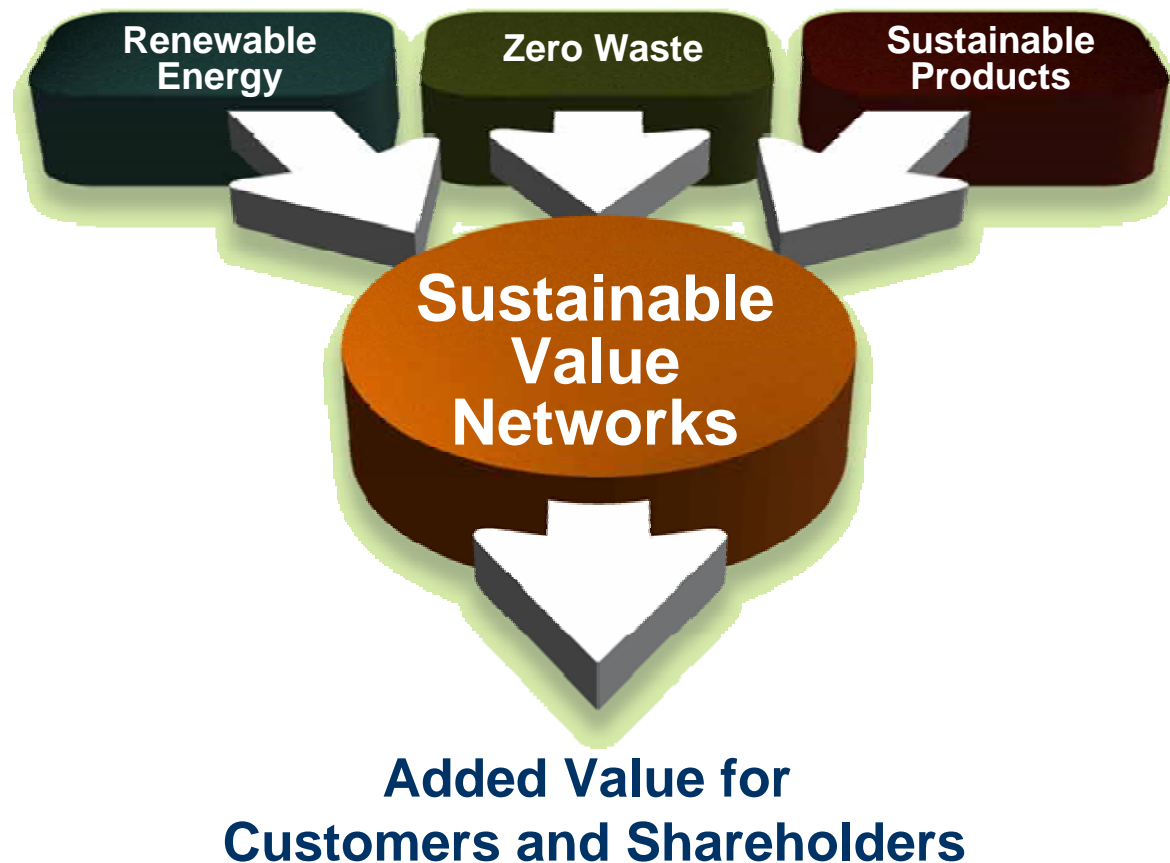 Renewable
Energy
Zero Waste
Sustainable
Products
Sustainable
Value
Networks
Added Value for
Customers and Shareholders